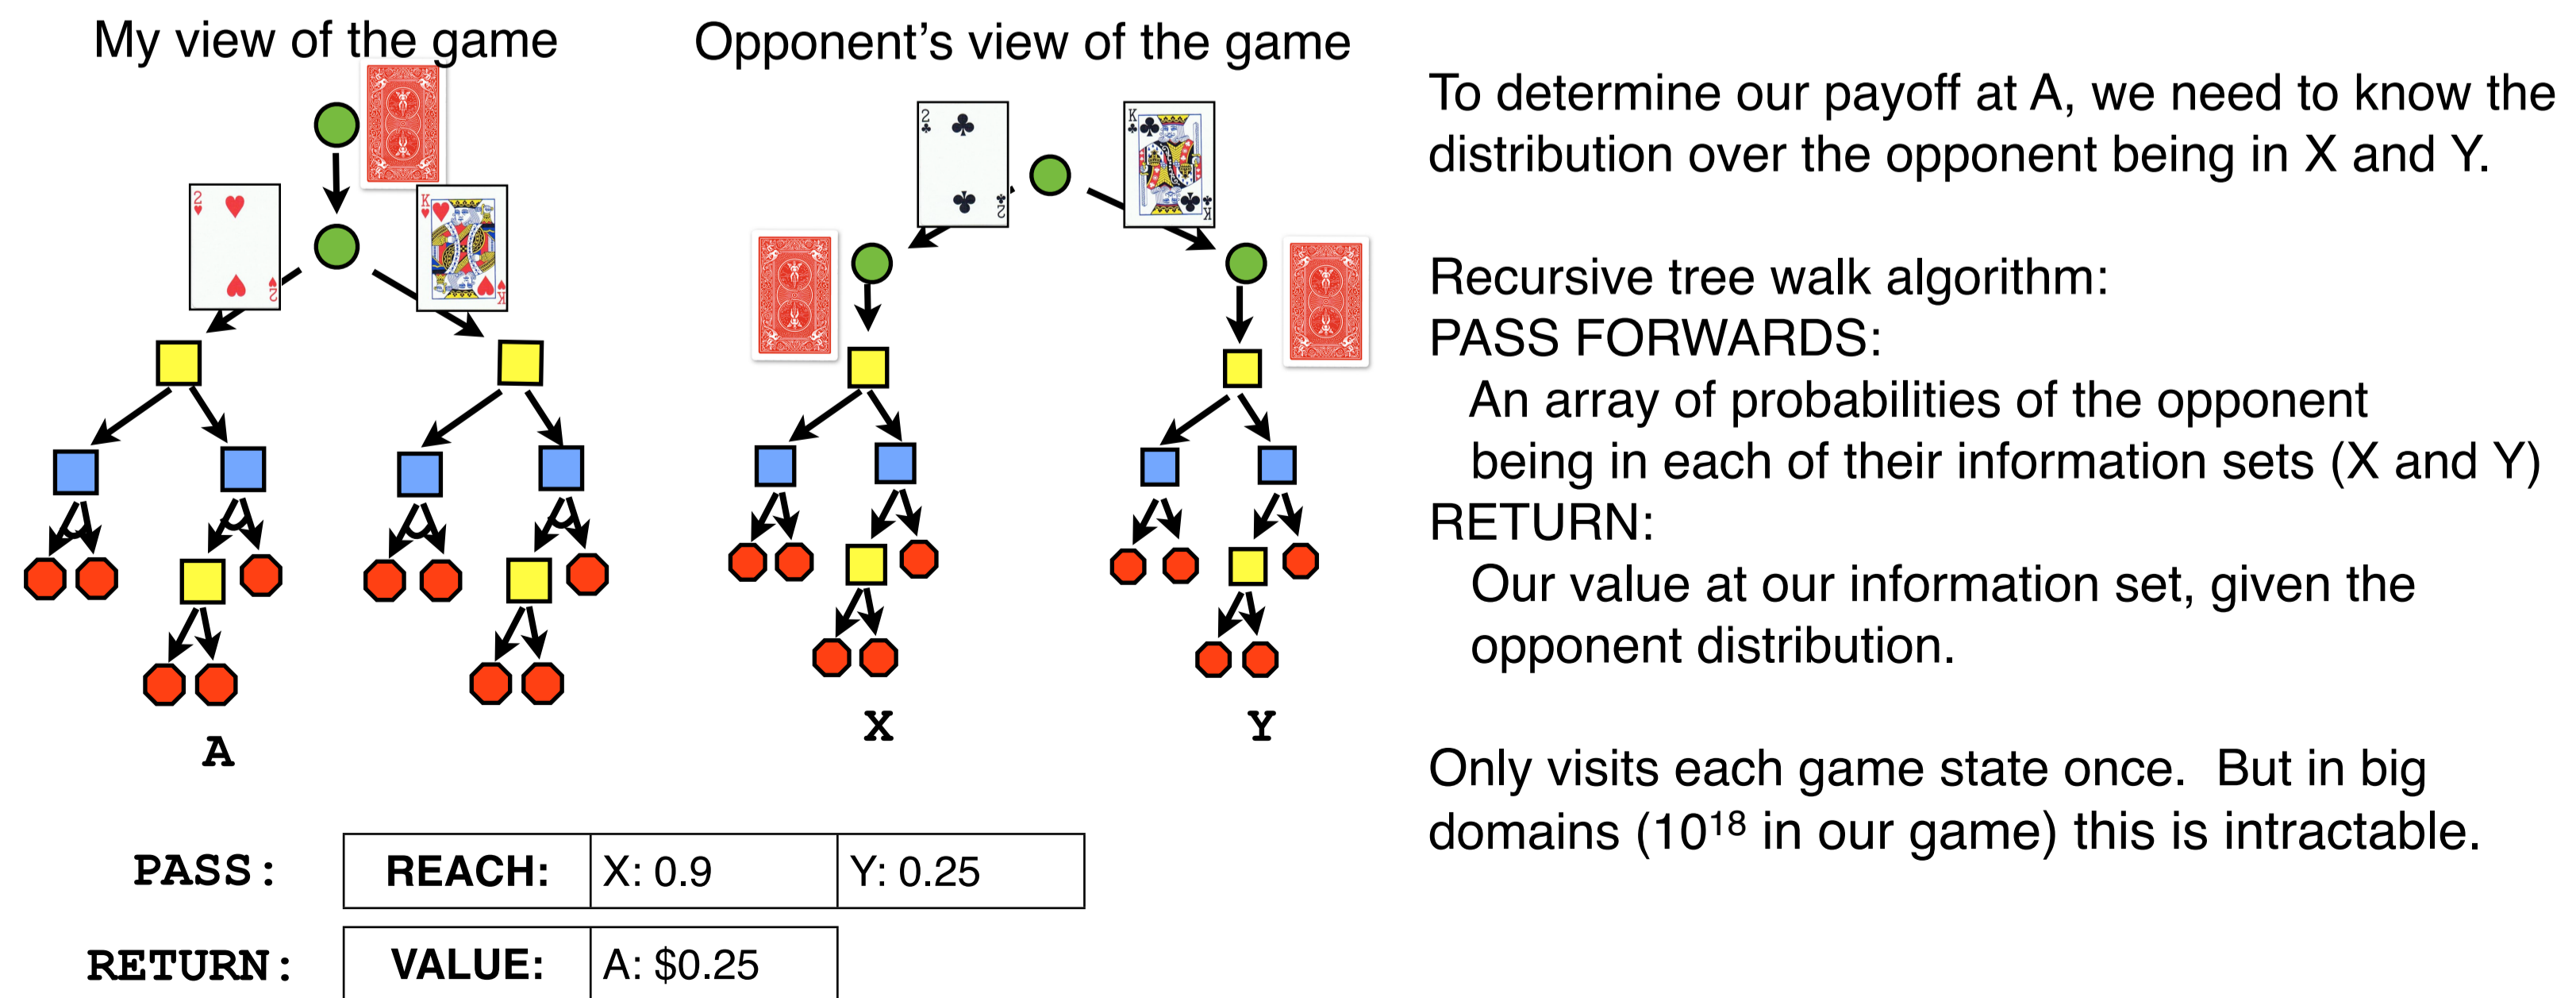 My view of the game
Opponent's view of the game
2
2
K
K
2
2
K
K
A
X
Y
To determine our payoff at A, we need to know the
distribution over the opponent being in X and Y.
Recursive tree walk algorithm:
PASS FORWARDS:
An array of probabilities of the opponent
being in each of their information sets (X and Y)
RETURN:
Our value at our information set, given the
opponent distribution.
Only visits each game state once.  But in big
domains (10¹⁸ in our game) this is intractable.
PASS: REACH: X: 0.9 Y: 0.25
RETURN: VALUE: A: $0.25